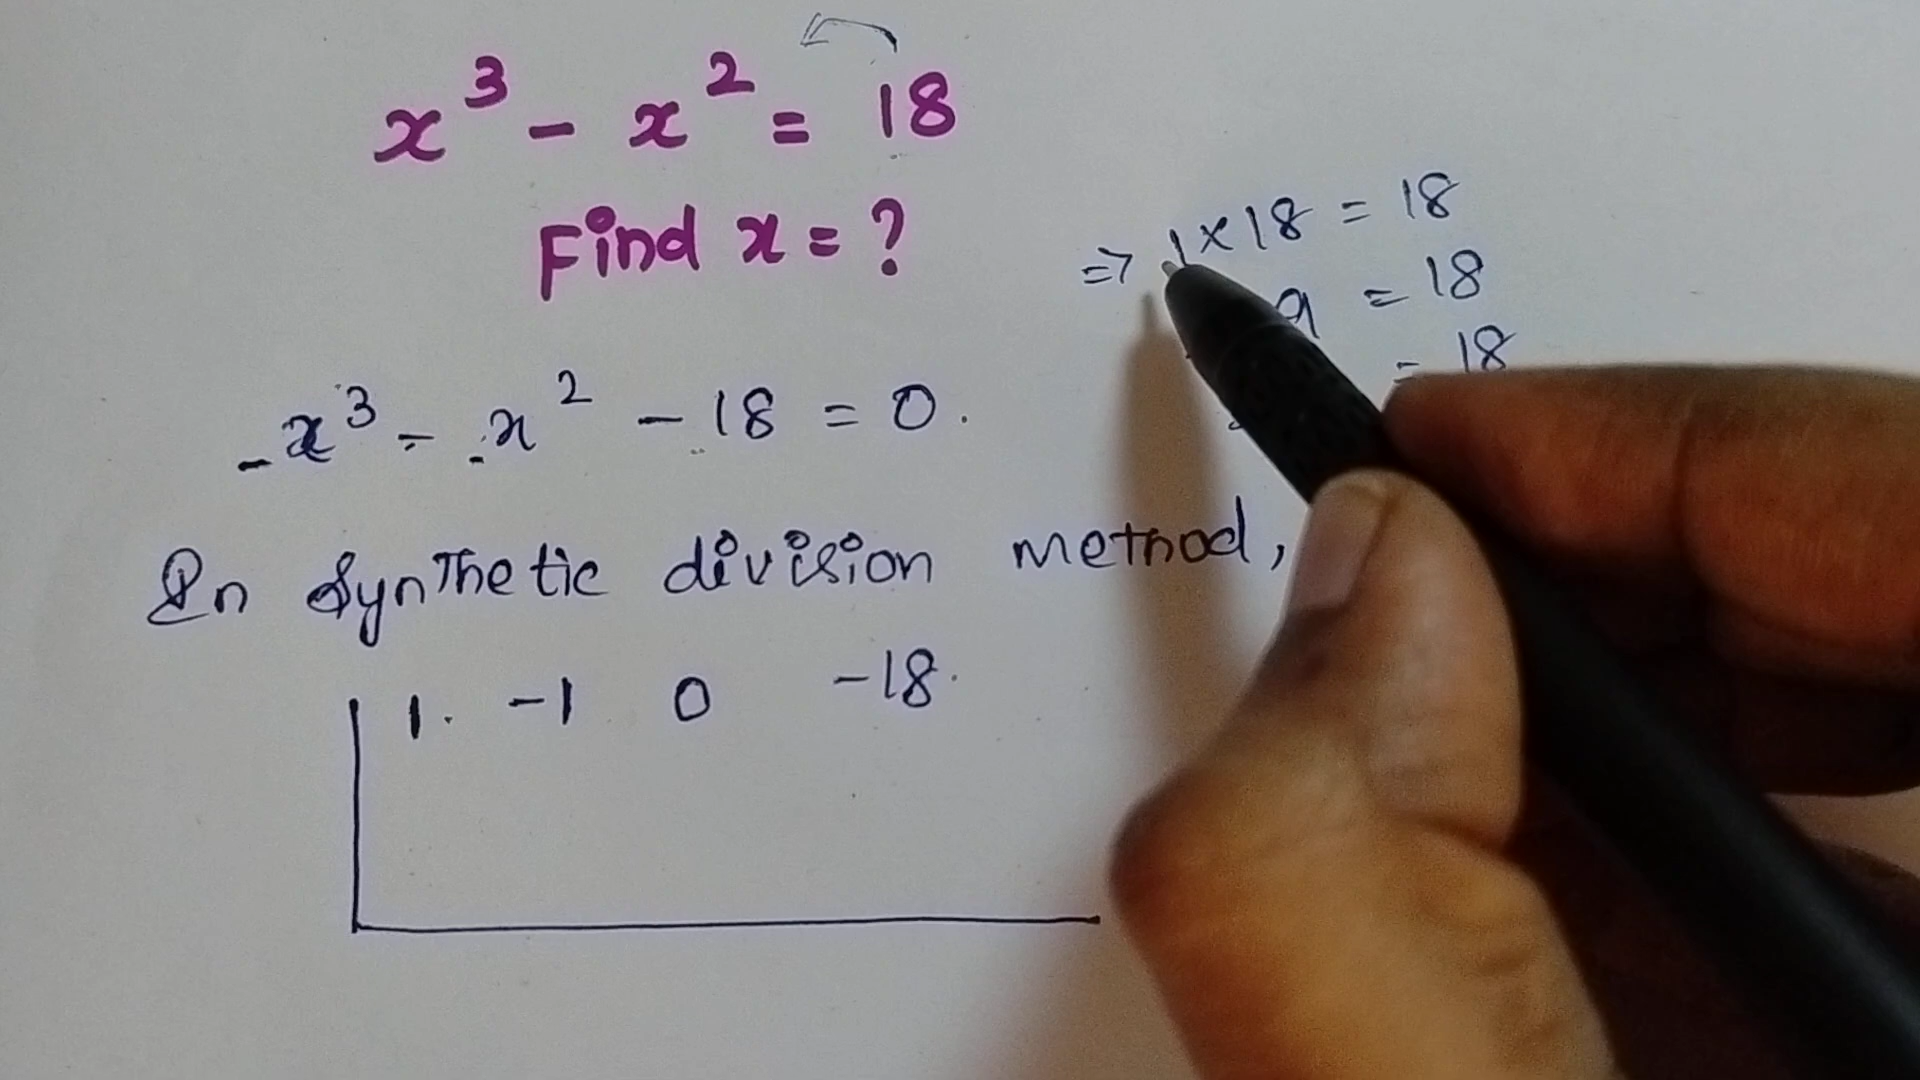 x³ - x² = 18
Find x = ?
⇒ 1 × 18 = 18
9 = 18
= 18
x³ - x² - 18 = 0.
In Synthetic division method,
1. -1 0 -18.